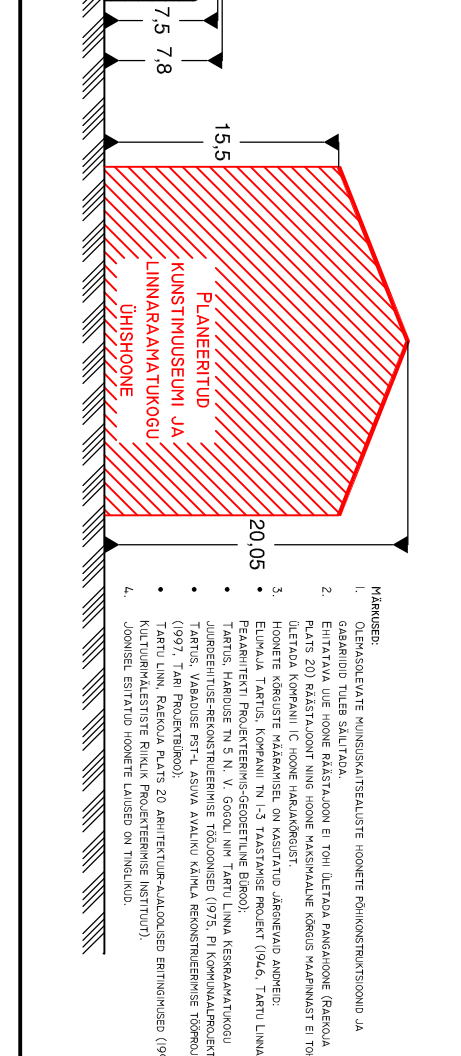 7,5
7,8
15,5
PLANEERITUD
KUNSTIMUUSEUMI JA
LINNARAAMATUKOGU
ÜHISHOONE
20,05
MÄRKUSED:
1. OLEMASOLEVATE MUINSUSKAITSEALUSTE HOONETE PÕHIKONSTRUKTSIOONID JA
GABARIIDID TULEB SÄILITADA.
2. EHITATAVA UUE HOONE RÄÄSTAJOON EI TOHI ÜLETADA PANGAHOONE (RAEKOJA
PLATS 20) RÄÄSTAJOONT NING HOONE MAKSIMAALNE KÕRGUS MAAPINNAST EI TOH
ÜLETADA KOMPANII 1C HOONE HARJAKÕRGUST.
3. HOONETE KÕRGUSTE MÄÄRAMISEL ON KASUTATUD JÄRGNEVAID ANDMEID:
• ELUMAJA TARTUS, KOMPANII TN 1-3 TAASTAMISE PROJEKT (1946, TARTU LINNA
PEAARHITEKTI PROJEKTEERIMIS-GEODEETILINE BÜROO);
• TARTUS, HARIDUSE TN 5 N. V. GOGOLI NIM TARTU LINNA KESKRAAMATUKOGU
JUURDEEHITUSE-REKONSTRUEERIMISE TÖÖJOONISED (1975, PI KOMMUNAALPROJEKT
• TARTUS, VABADUSE PST-L ASUVA AVALIKU KÄIMLA REKONSTRUEERIMISE TÖÖPROJ
(1997, TARI PROJEKTBÜROO);
• TARTU LINN, RAEKOJA PLATS 20 ARHITEKTUUR-AJALOOLISED ERITINGIMUSED (19
KULTUURIMÄLESTISTE RIIKLIK PROJEKTEERIMISE INSTITUUT).
4. JOONISEL ESITATUD HOONETE LAIUSED ON TINGLIKUD.